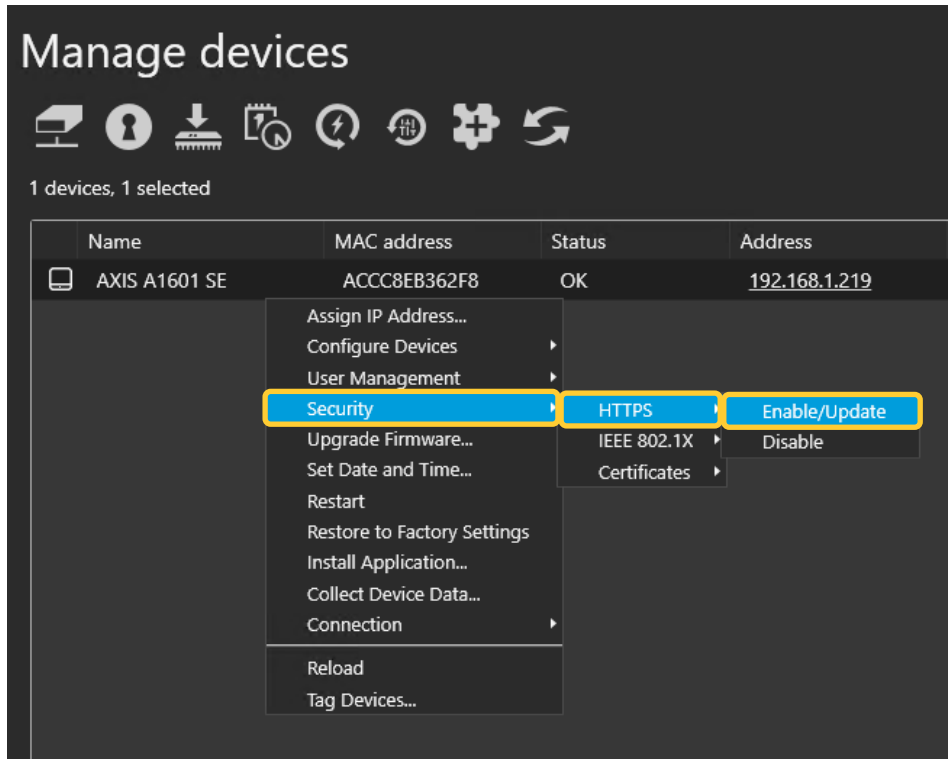 Manage devices
1 devices, 1 selected
Name MAC address Status Address
AXIS A1601 SE ACCC8EB362F8 OK 192.168.1.219
Assign IP Address...
Configure Devices
User Management
Security HTTPS Enable/Update
Upgrade Firmware... IEEE 802.1X Disable
Set Date and Time... Certificates
Restart
Restore to Factory Settings
Install Application...
Collect Device Data...
Connection
Reload
Tag Devices...